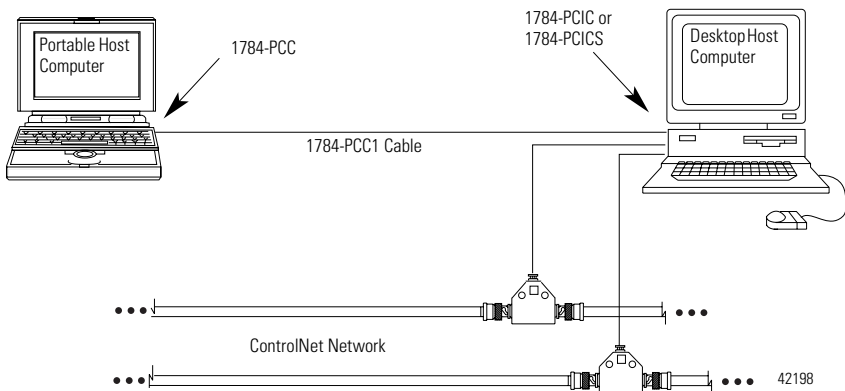 Portable Host
Computer
1784-PCC
1784-PCIC or
1784-PCICS
Desktop Host
Computer
1784-PCC1 Cable
ControlNet Network
42198